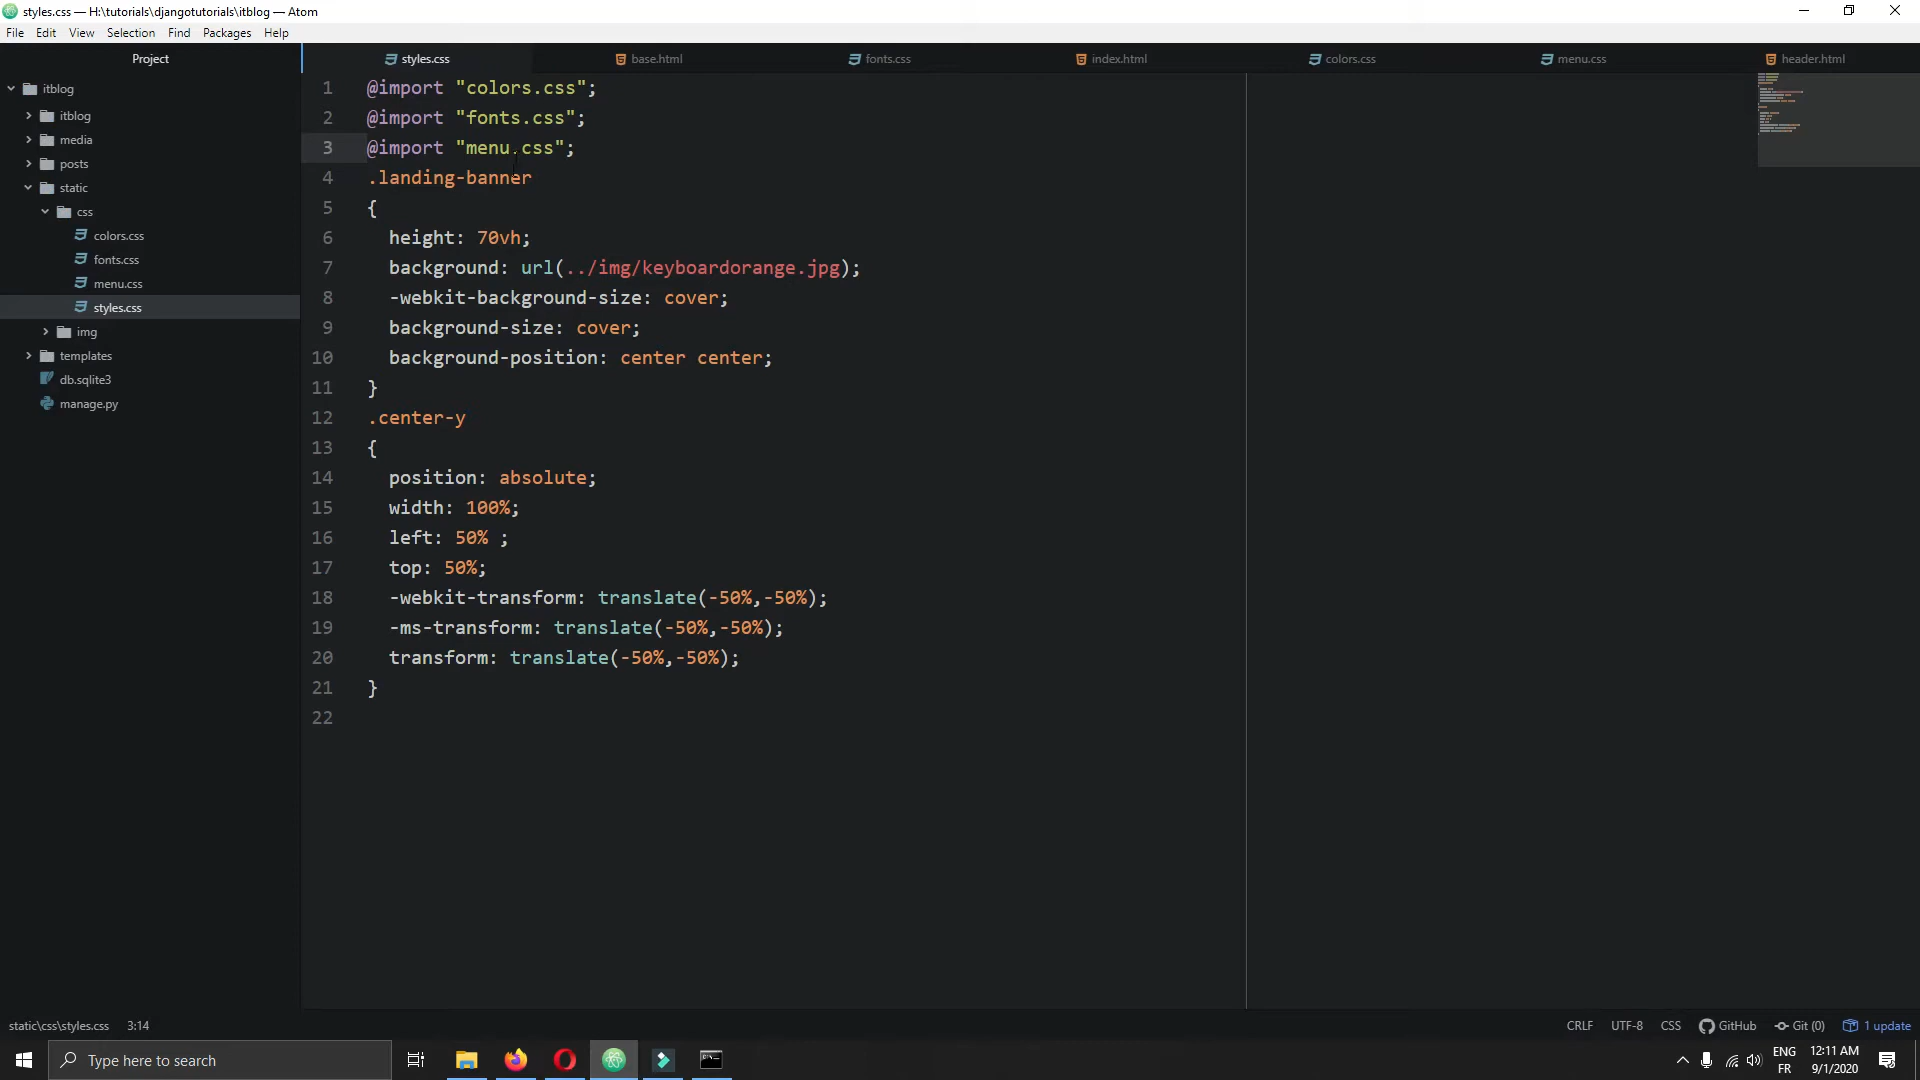 styles.css — H:\tutorials\djangotutorials\itblog — Atom
File Edit View Selection Find Packages Help
Project
styles.css base.html fonts.css index.html colors.css menu.css header.html
itblog
itblog
media
posts
static
css
colors.css
fonts.css
menu.css
styles.css
img
templates
db.sqlite3
manage.py
1 @import "colors.css";
2 @import "fonts.css";
3 @import "menu.css";
4 .landing-banner
5 {
6 height: 70vh;
7 background: url(../img/keyboardorange.jpg);
8 -webkit-background-size: cover;
9 background-size: cover;
10 background-position: center center;
11 }
12 .center-y
13 {
14 position: absolute;
15 width: 100%;
16 left: 50% ;
17 top: 50%;
18 -webkit-transform: translate(-50%,-50%);
19 -ms-transform: translate(-50%,-50%);
20 transform: translate(-50%,-50%);
21 }
22
static\css\styles.css 3:14 CRLF UTF-8 CSS GitHub Git (0) 1 update
Type here to search
ENG
FR
12:11 AM
9/1/2020